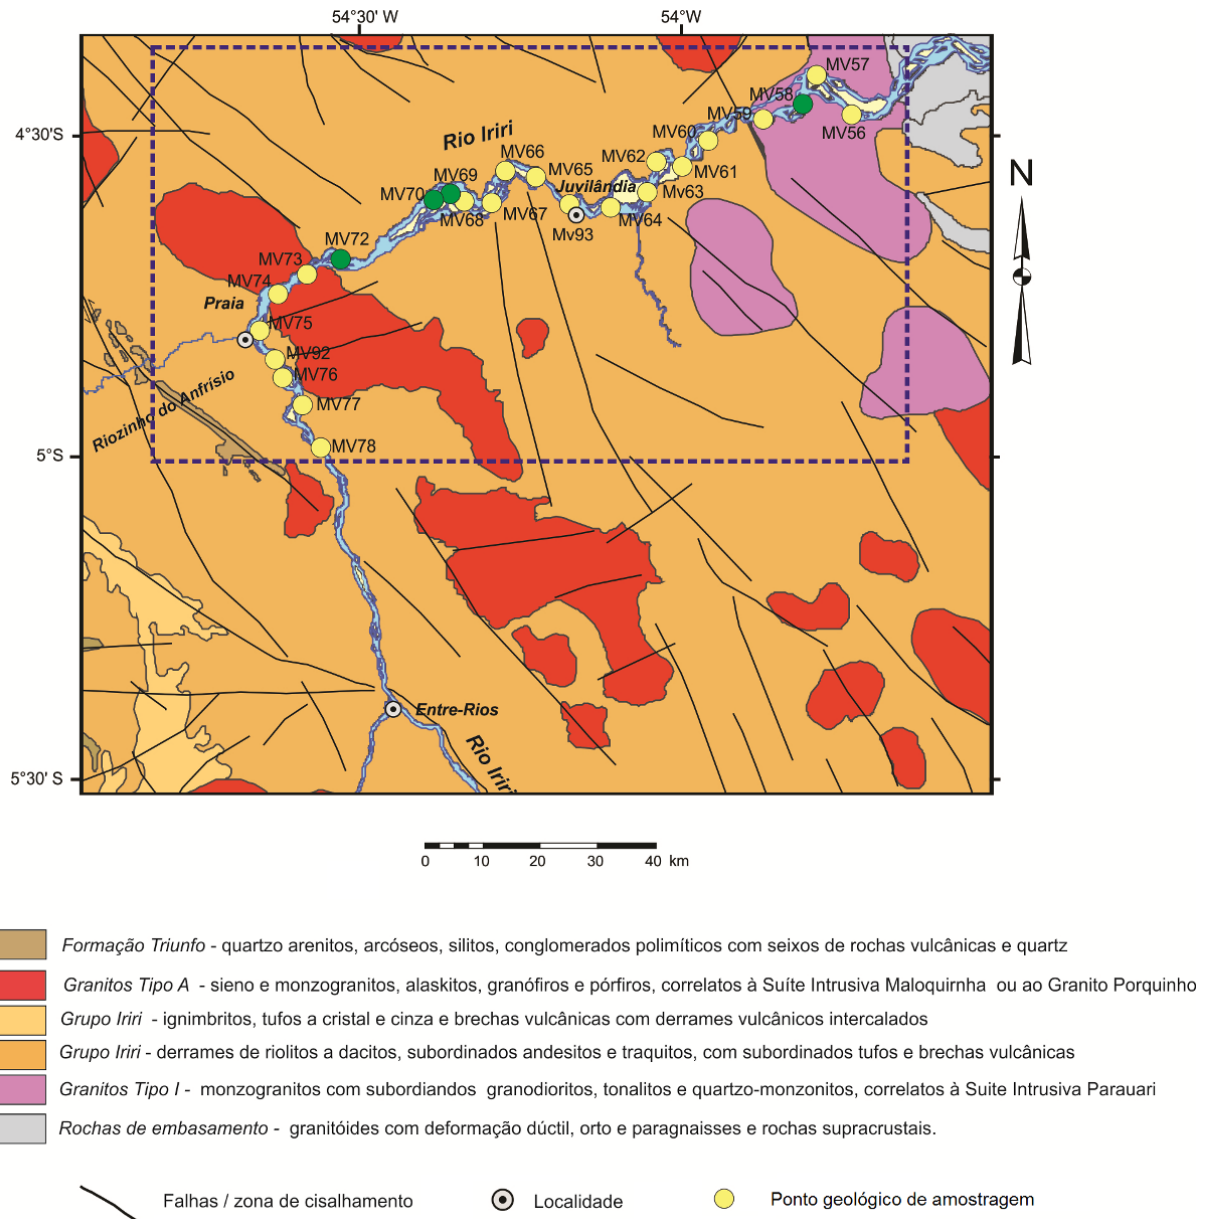 54°30' W
54°W
MV57
MV58
MV59
MV56
4°30'S
Rio Iriri
MV60
MV66
MV62
MV65
MV61
MV69
Juvilândia
MV70
Mv63
MV67
MV68
MV64
Mv93
MV72
MV73
MV74
Praia
MV75
MV92
MV76
Riozinho do Anfrísio
MV77
MV78
5°S
N
Entre-Rios
Rio Iriri
5°30' S
0 10 20 30 40 km
Formação Triunfo - quartzo arenitos, arcóseos, silitos, conglomerados polimíticos com seixos de rochas vulcânicas e quartz
Granitos Tipo A - sieno e monzogranitos, alaskitos, granófiros e pórfiros, correlatos à Suíte Intrusiva Maloquirnha ou ao Granito Porquinho
Grupo Iriri - ignimbritos, tufos a cristal e cinza e brechas vulcânicas com derrames vulcânicos intercalados
Grupo Iriri - derrames de riolitos a dacitos, subordinados andesitos e traquitos, com subordinados tufos e brechas vulcânicas
Granitos Tipo I - monzogranitos com subordiandos granodioritos, tonalitos e quartzo-monzonitos, correlatos à Suite Intrusiva Parauari
Rochas de embasamento - granitóides com deformação dúctil, orto e paragnaisses e rochas supracrustais.
Falhas / zona de cisalhamento
Localidade
Ponto geológico de amostragem